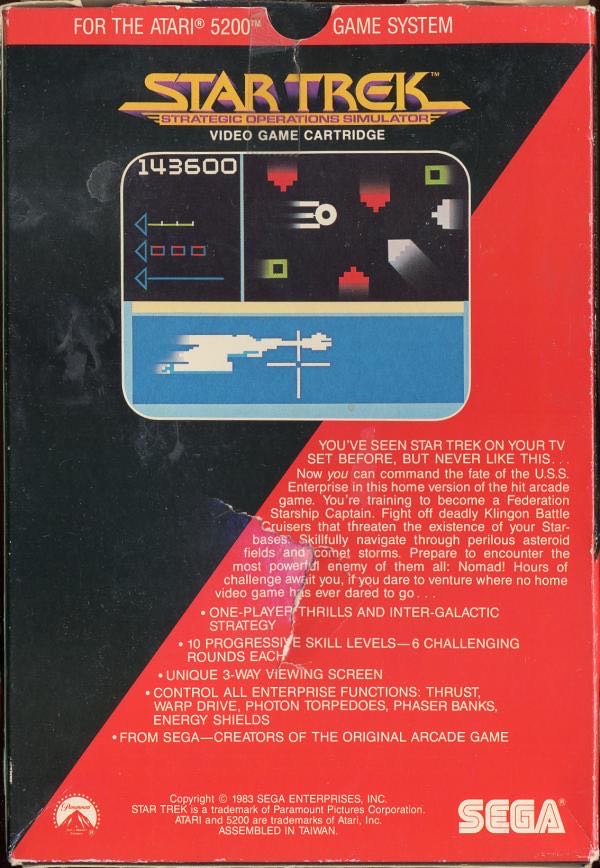 FOR THE ATARI® 5200™ GAME SYSTEM
STAR TREK™
STRATEGIC OPERATIONS SIMULATOR
VIDEO GAME CARTRIDGE
143600
YOU'VE SEEN STAR TREK ON YOUR TV
SET BEFORE, BUT NEVER LIKE THIS...
Now you can command the fate of the U.S.S.
Enterprise in this home version of the hit arcade
game. You're training to become a Federation
Starship Captain. Fight off deadly Klingon Battle
Cruisers that threaten the existence of your Star-
bases. Skillfully navigate through perilous asteroid
fields and comet storms. Prepare to encounter the
most powerful enemy of them all: Nomad! Hours of
challenge await you, if you dare to venture where no home
video game has ever dared to go...
• ONE-PLAYER THRILLS AND INTER-GALACTIC
STRATEGY
• 10 PROGRESSIVE SKILL LEVELS—6 CHALLENGING
ROUNDS EACH
• UNIQUE 3-WAY VIEWING SCREEN
• CONTROL ALL ENTERPRISE FUNCTIONS: THRUST,
WARP DRIVE, PHOTON TORPEDOES, PHASER BANKS,
ENERGY SHIELDS
• FROM SEGA—CREATORS OF THE ORIGINAL ARCADE GAME
Copyright © 1983 SEGA ENTERPRISES, INC.
STAR TREK is a trademark of Paramount Pictures Corporation.
ATARI and 5200 are trademarks of Atari, Inc.
ASSEMBLED IN TAIWAN.
Paramount
®
SEGA®